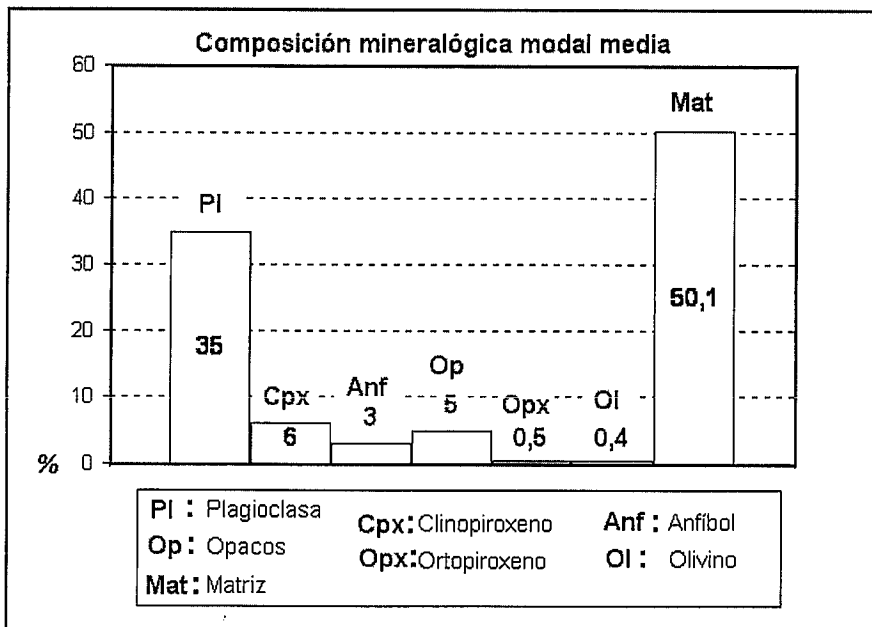 Composición mineralógica modal media
60
50
40
30
20
10
0
%
Pl
35
Cpx
6
Anf
3
Op
5
Opx
0,5
Ol
0,4
Mat
50,1
Pl : Plagioclasa
Cpx: Clinopiroxeno
Anf : Anfíbol
Op : Opacos
Opx: Ortopiroxeno
Ol : Olivino
Mat : Matriz